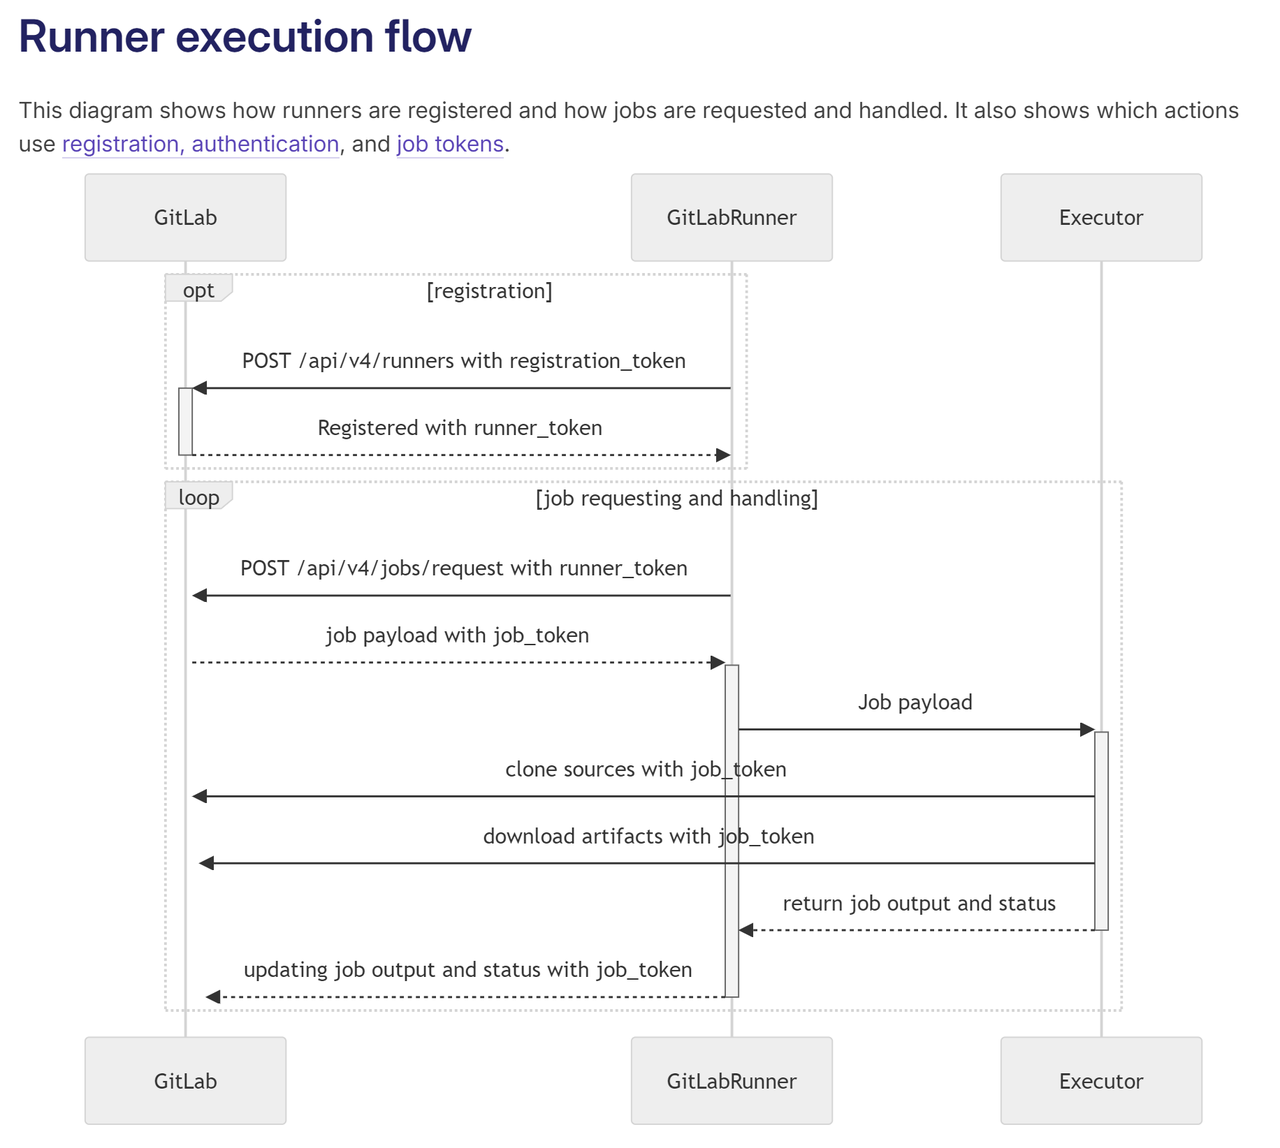 Runner execution flow
This diagram shows how runners are registered and how jobs are requested and handled. It also shows which actions
use registration, authentication, and job tokens.
GitLab GitLabRunner Executor
opt [registration]
POST /api/v4/runners with registration_token
Registered with runner_token
loop [job requesting and handling]
POST /api/v4/jobs/request with runner_token
job payload with job_token
Job payload
clone sources with job_token
download artifacts with job_token
return job output and status
updating job output and status with job_token
GitLab GitLabRunner Executor